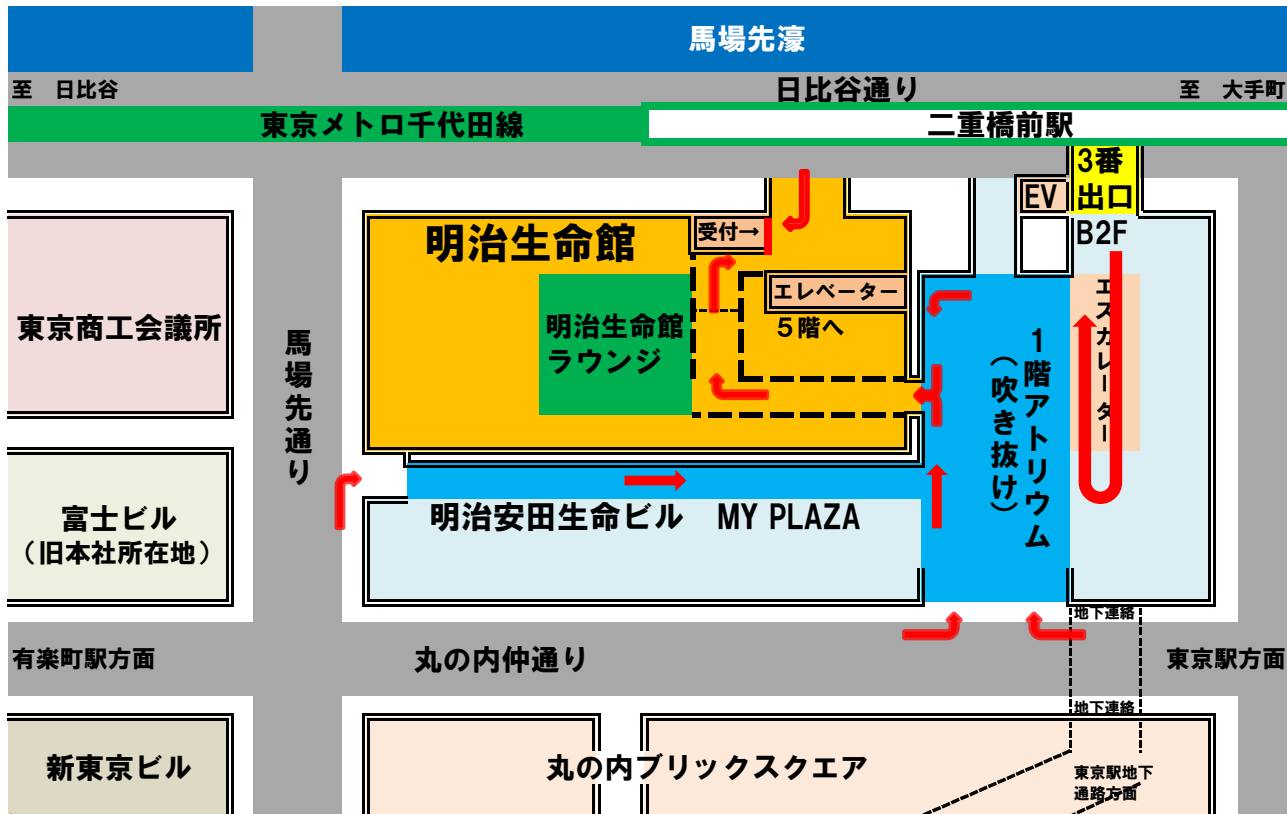 馬場先濠
至　日比谷
日比谷通り
至　大手町
東京メトロ千代田線
二重橋前駅
3番
出口
EV
B2F
明治生命館
受付→
エレベーター
5階へ
明治生命館
ラウンジ
エスカレーター
1階アトリウム
（吹き抜け）
東京商工会議所
馬場先通り
富士ビル
（旧本社所在地）
明治安田生命ビル　MY PLAZA
地下連絡
有楽町駅方面
丸の内仲通り
東京駅方面
地下連絡
新東京ビル
丸の内ブリックスクエア
東京駅地下
通路方面